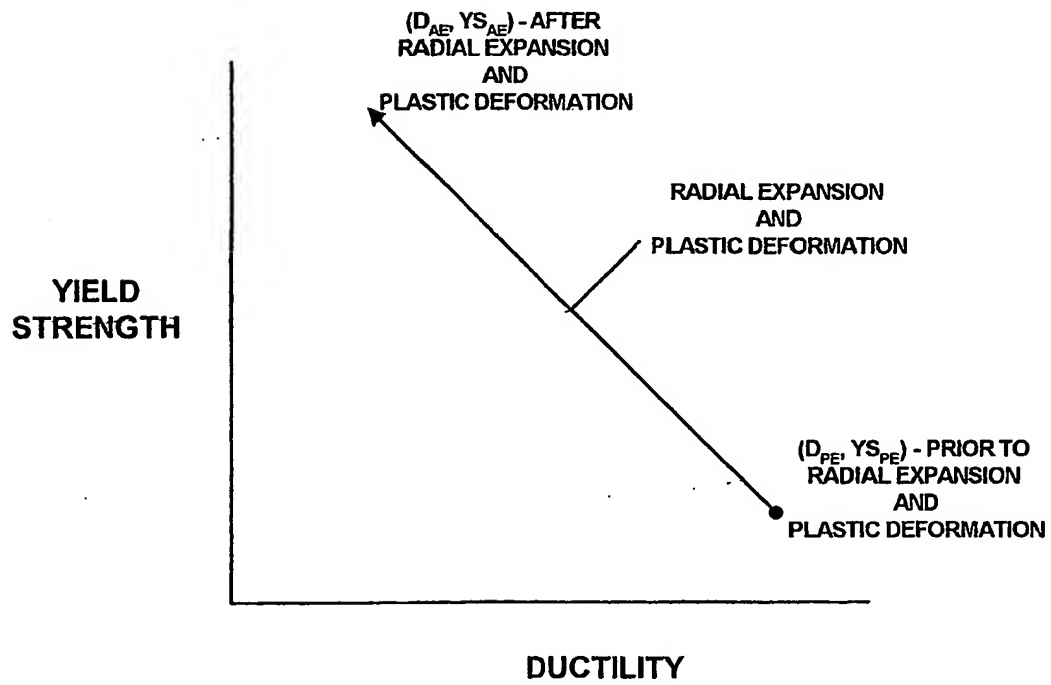 (D_AE, YS_AE) - AFTER
RADIAL EXPANSION
AND
PLASTIC DEFORMATION
RADIAL EXPANSION
AND
PLASTIC DEFORMATION
YIELD
STRENGTH
(D_PE, YS_PE) - PRIOR TO
RADIAL EXPANSION
AND
PLASTIC DEFORMATION
DUCTILITY